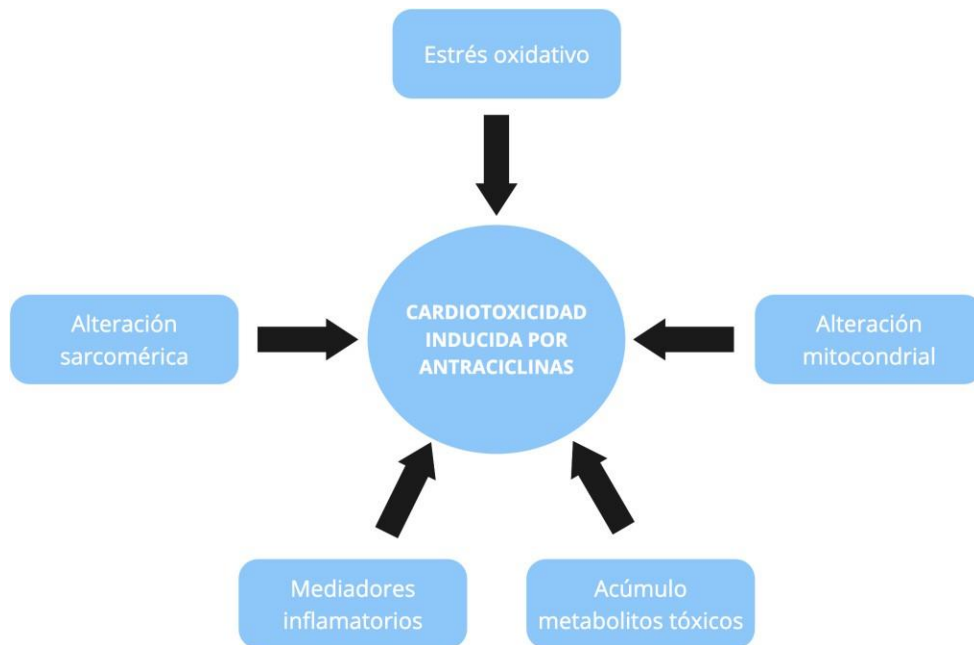 Estrés oxidativo
Alteración
sarcomérica
CARDIOTOXICIDAD
INDUCIDA POR
ANTRACICLINAS
Alteración
mitocondrial
Mediadores
inflamatorios
Acúmulo
metabolitos tóxicos